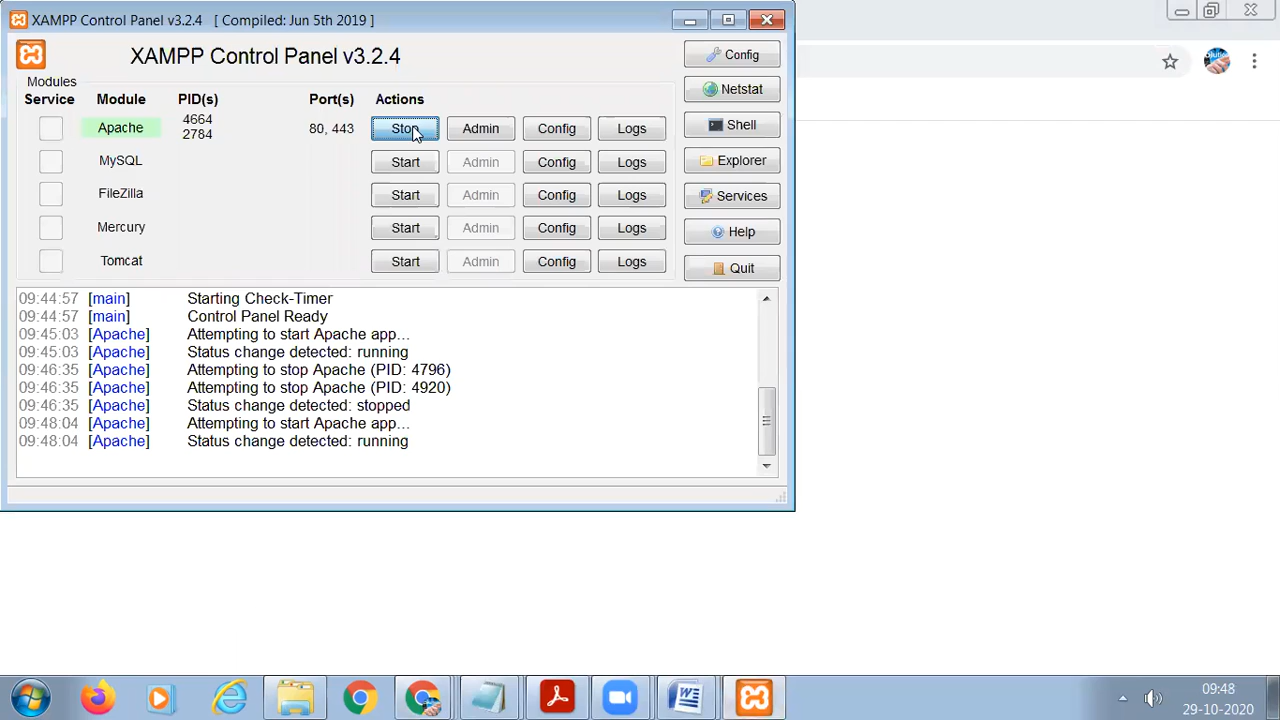 XAMPP Control Panel v3.2.4 [ Compiled: Jun 5th 2019 ]
XAMPP Control Panel v3.2.4
Config
Modules
Service Module PID(s) Port(s) Actions
Netstat
Apache 4664 2784 80, 443 Stop Admin Config Logs
Shell
MySQL Start Admin Config Logs
Explorer
FileZilla Start Admin Config Logs
Services
Mercury Start Admin Config Logs
Help
Tomcat Start Admin Config Logs
Quit
09:44:57 [main] Starting Check-Timer
09:44:57 [main] Control Panel Ready
09:45:03 [Apache] Attempting to start Apache app...
09:45:03 [Apache] Status change detected: running
09:46:35 [Apache] Attempting to stop Apache (PID: 4796)
09:46:35 [Apache] Attempting to stop Apache (PID: 4920)
09:46:35 [Apache] Status change detected: stopped
09:48:04 [Apache] Attempting to start Apache app...
09:48:04 [Apache] Status change detected: running
09:48
29-10-2020